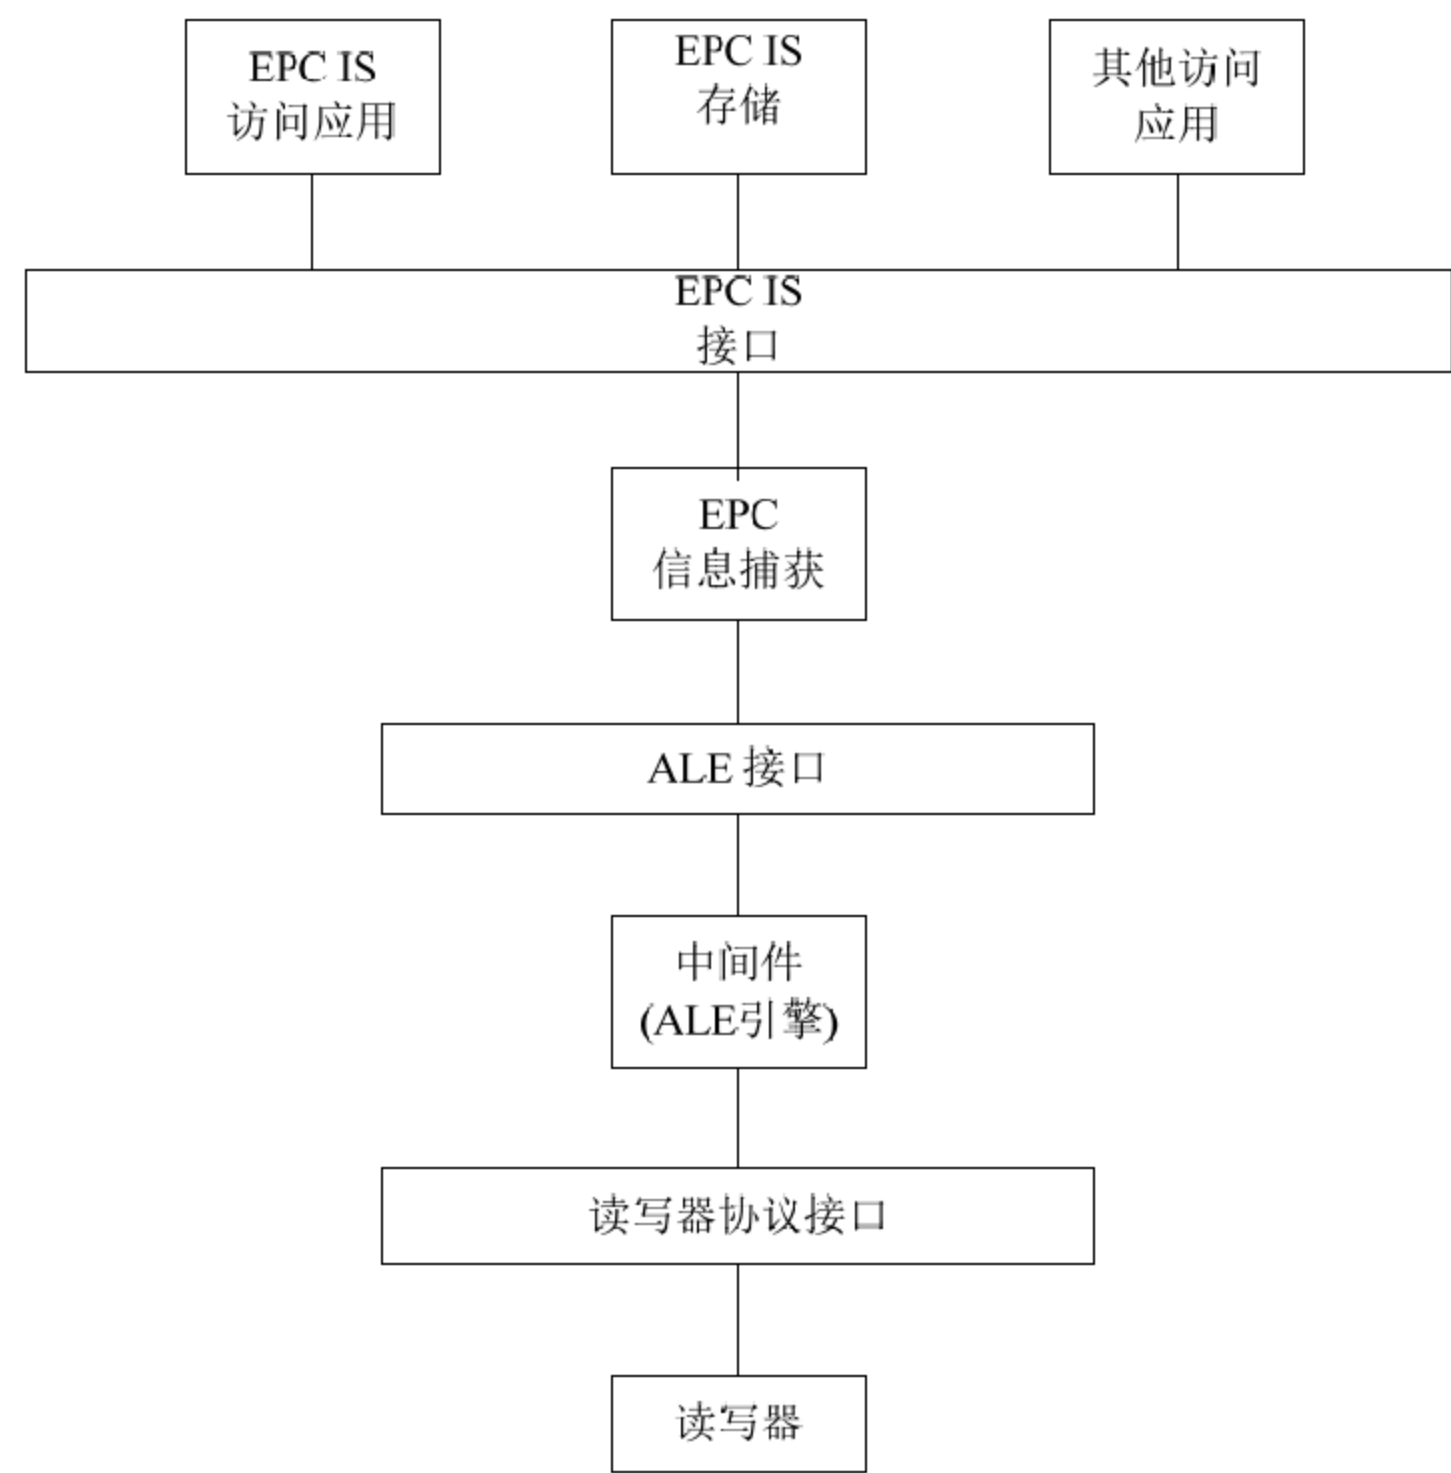 EPC IS
访问应用
EPC IS
存储
其他访问
应用
EPC IS
接口
EPC
信息捕获
ALE 接口
中间件
(ALE引擎)
读写器协议接口
读写器